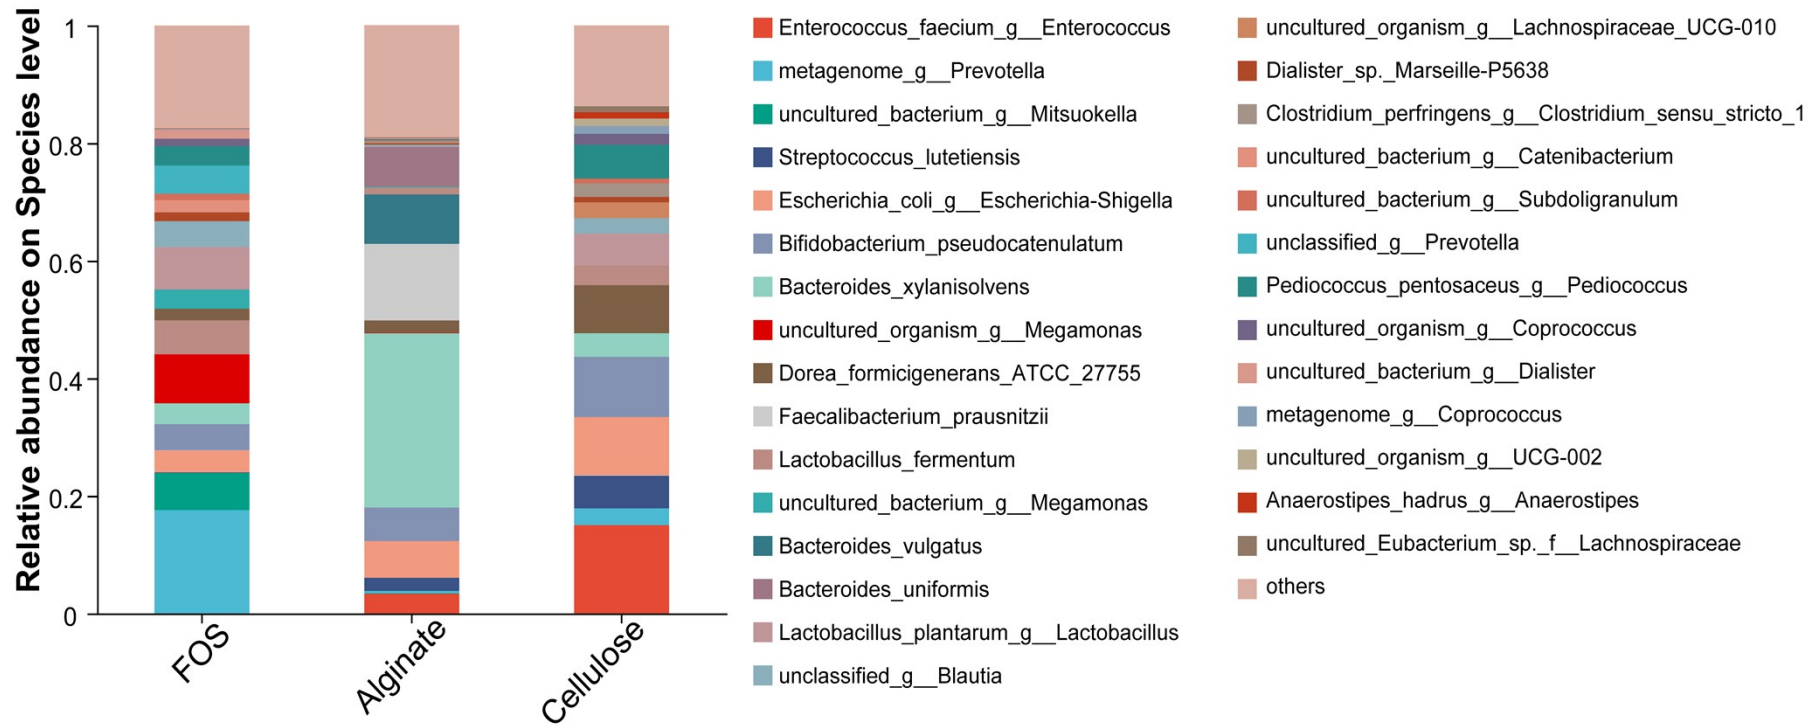 Relative abundance on Species level
1
0.8
0.6
0.4
0.2
0
FOS
Alginate
Cellulose
Enterococcus_faecium_g__Enterococcus
metagenome_g__Prevotella
uncultured_bacterium_g__Mitsuokella
Streptococcus_lutetiensis
Escherichia_coli_g__Escherichia-Shigella
Bifidobacterium_pseudocatenulatum
Bacteroides_xylanisolvens
uncultured_organism_g__Megamonas
Dorea_formicigenerans_ATCC_27755
Faecalibacterium_prausnitzii
Lactobacillus_fermentum
uncultured_bacterium_g__Megamonas
Bacteroides_vulgatus
Bacteroides_uniformis
Lactobacillus_plantarum_g__Lactobacillus
unclassified_g__Blautia
uncultured_organism_g__Lachnospiraceae_UCG-010
Dialister_sp._Marseille-P5638
Clostridium_perfringens_g__Clostridium_sensu_stricto_1
uncultured_bacterium_g__Catenibacterium
uncultured_bacterium_g__Subdoligranulum
unclassified_g__Prevotella
Pediococcus_pentosaceus_g__Pediococcus
uncultured_organism_g__Coprococcus
uncultured_bacterium_g__Dialister
metagenome_g__Coprococcus
uncultured_organism_g__UCG-002
Anaerostipes_hadrus_g__Anaerostipes
uncultured_Eubacterium_sp._f__Lachnospiraceae
others